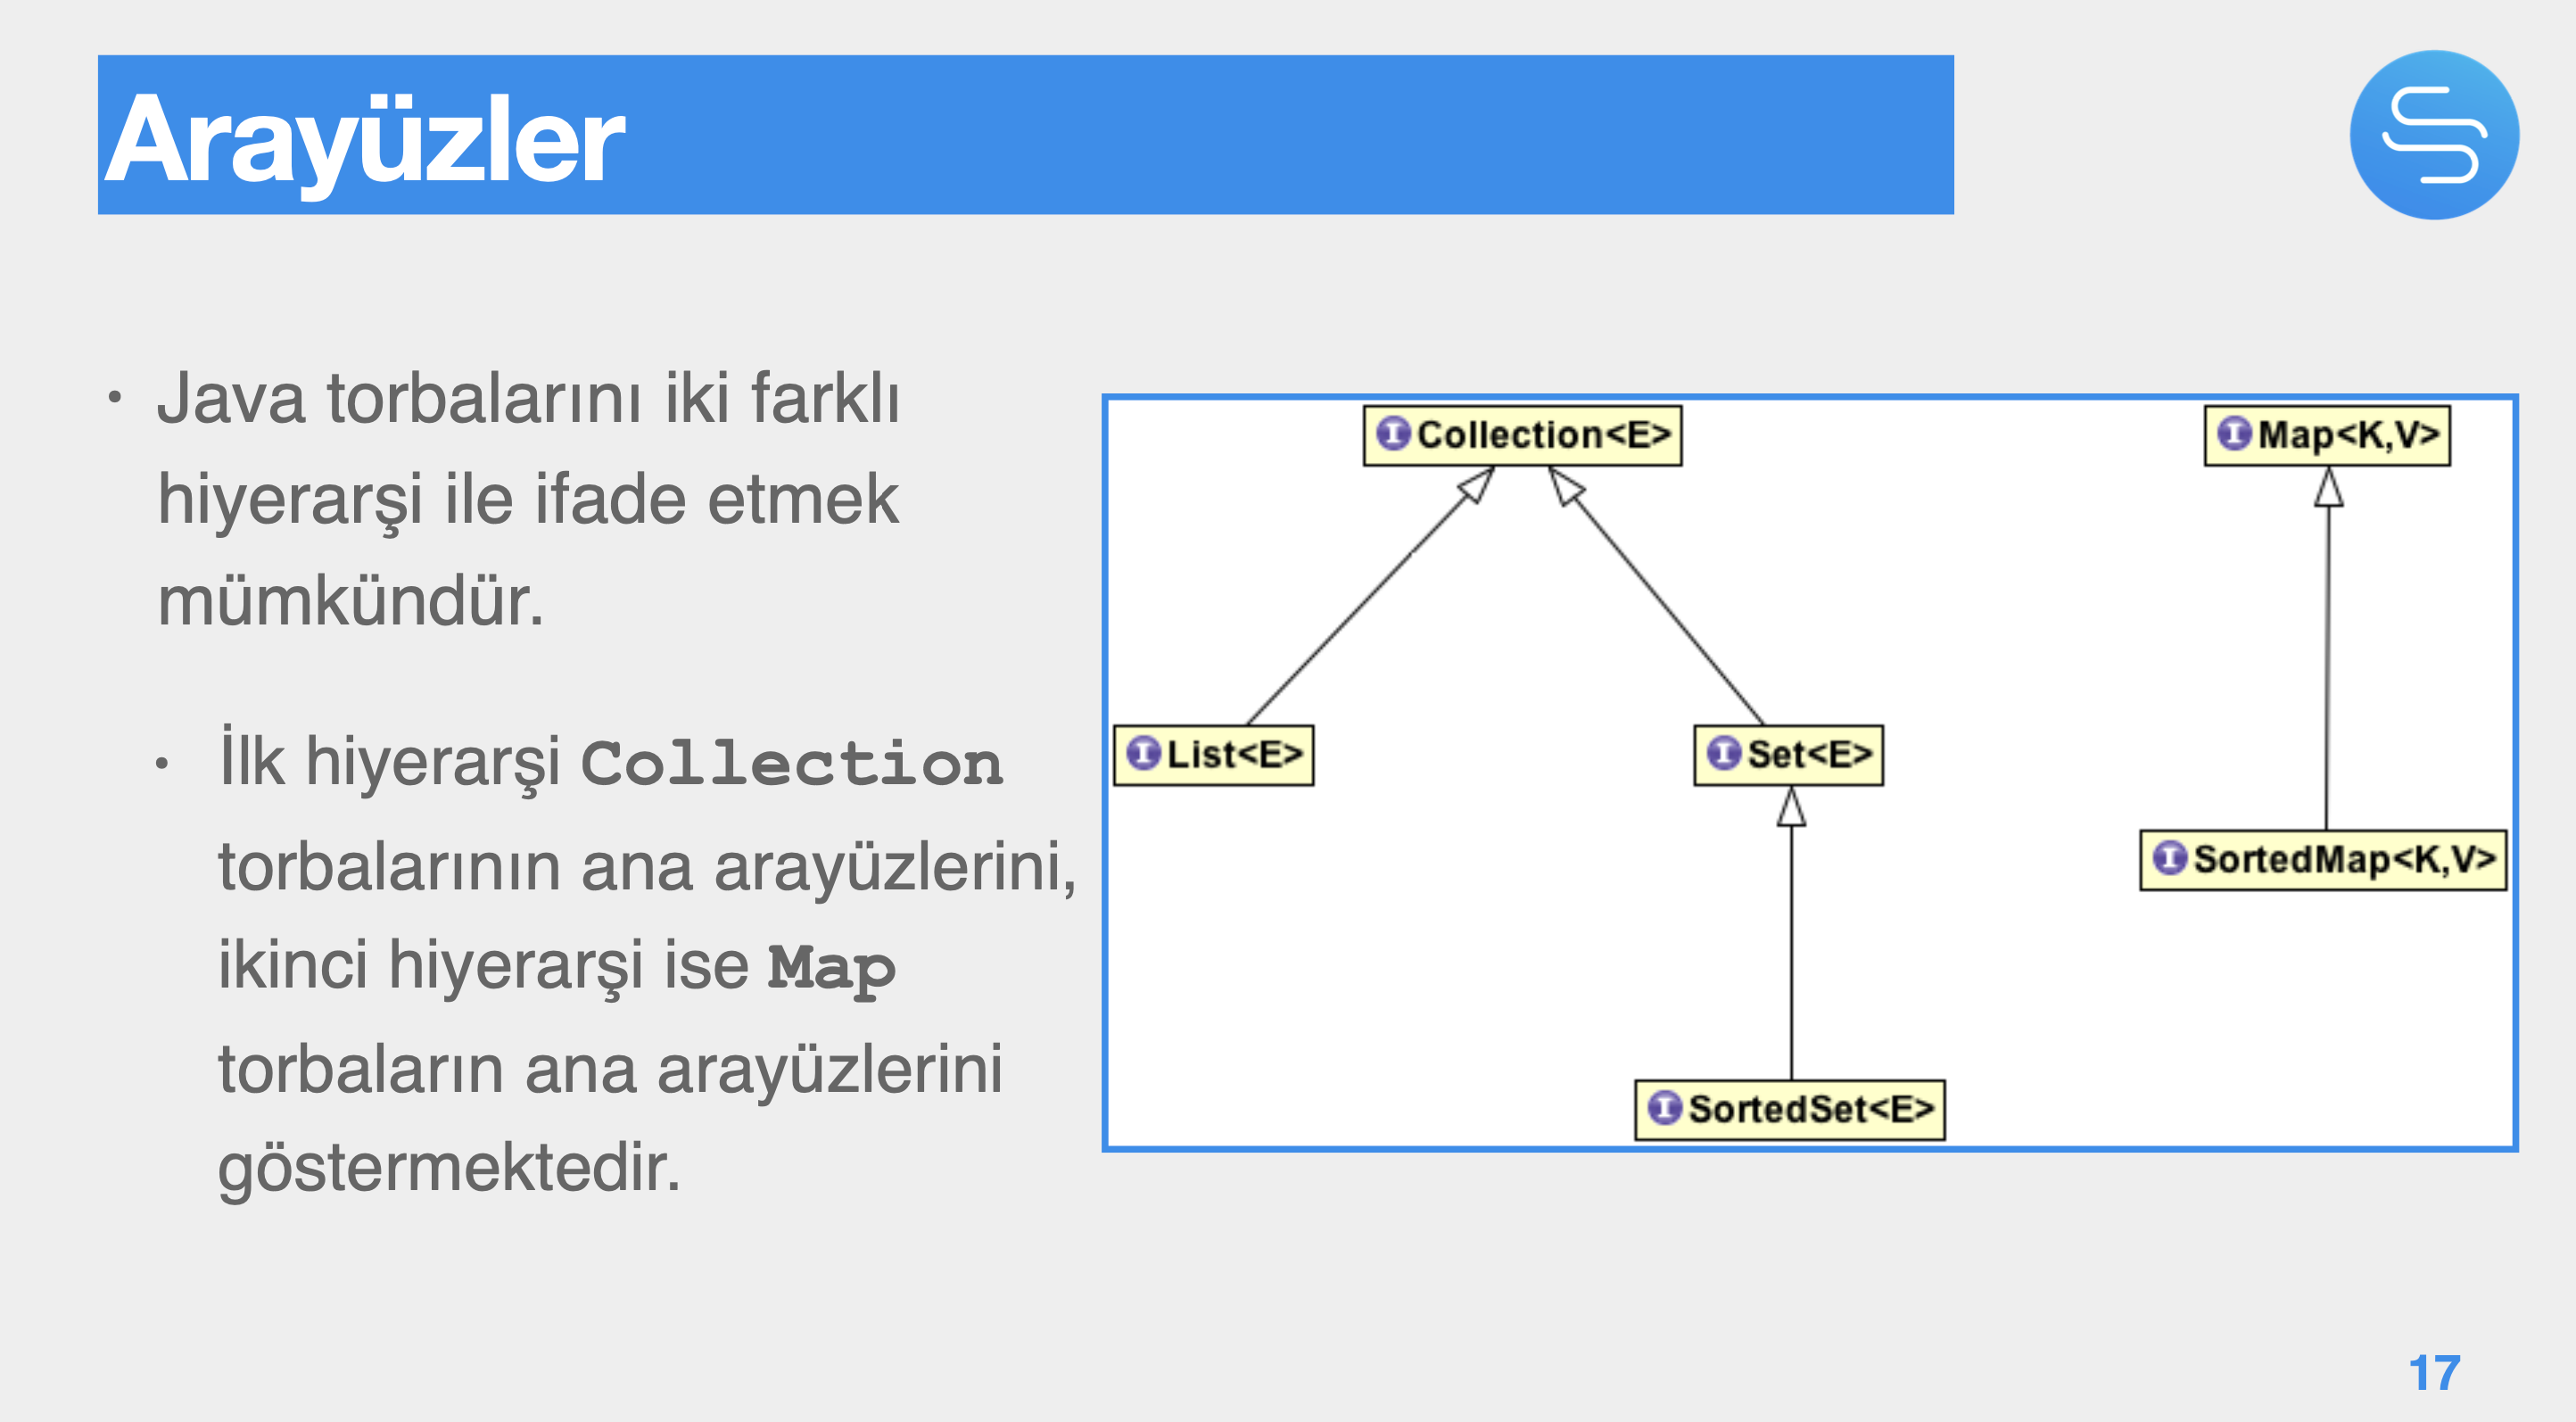 Arayüzler
• Java torbalarını iki farklı
hiyerarşi ile ifade etmek
mümkündür.
• İlk hiyerarşi Collection
torbalarının ana arayüzlerini,
ikinci hiyerarşi ise Map
torbaların ana arayüzlerini
göstermektedir.
I Collection<E>
I Map<K,V>
I List<E>
I Set<E>
I SortedMap<K,V>
I SortedSet<E>
17